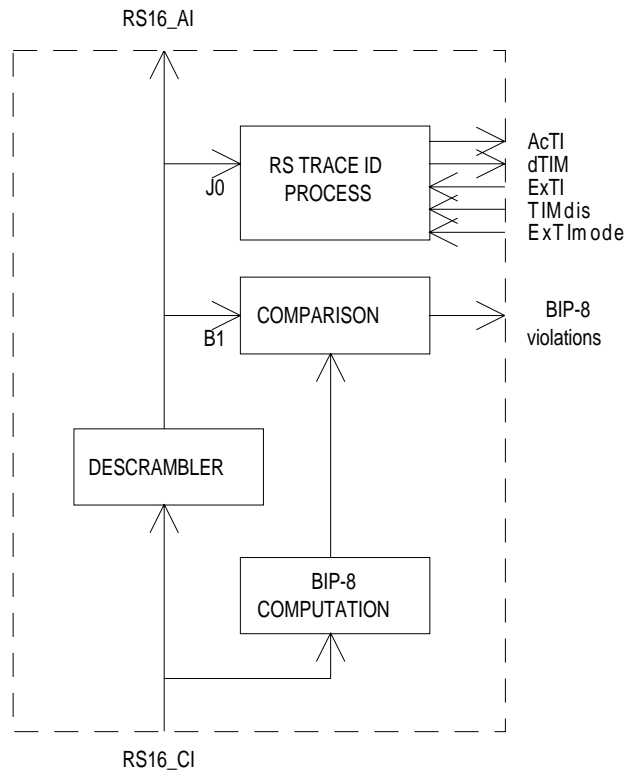 RS16_AI
RS TRACE ID
PROCESS
J0
AcTI
dTIM
ExTI
TIMdis
ExTImode
COMPARISON
B1
BIP-8
violations
DESCRAMBLER
BIP-8
COMPUTATION
RS16_CI